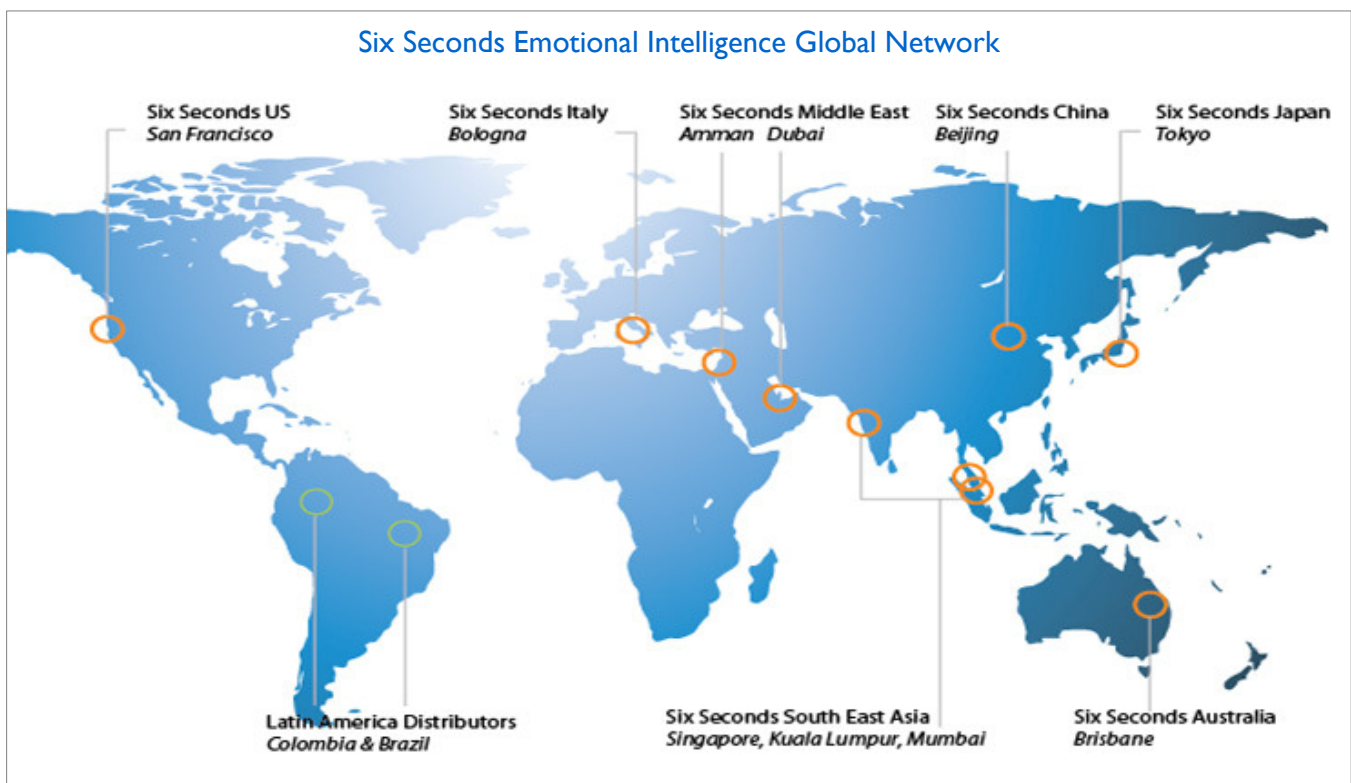 Six Seconds Emotional Intelligence Global Network
Six Seconds US
San Francisco
Six Seconds Italy
Bologna
Six Seconds Middle East
Amman Dubai
Six Seconds China
Beijing
Six Seconds Japan
Tokyo
Latin America Distributors
Colombia & Brazil
Six Seconds South East Asia
Singapore, Kuala Lumpur, Mumbai
Six Seconds Australia
Brisbane